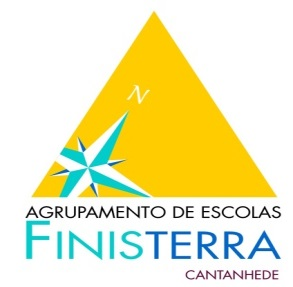 N
AGRUPAMENTO DE ESCOLAS
FINISTERRA
CANTANHEDE